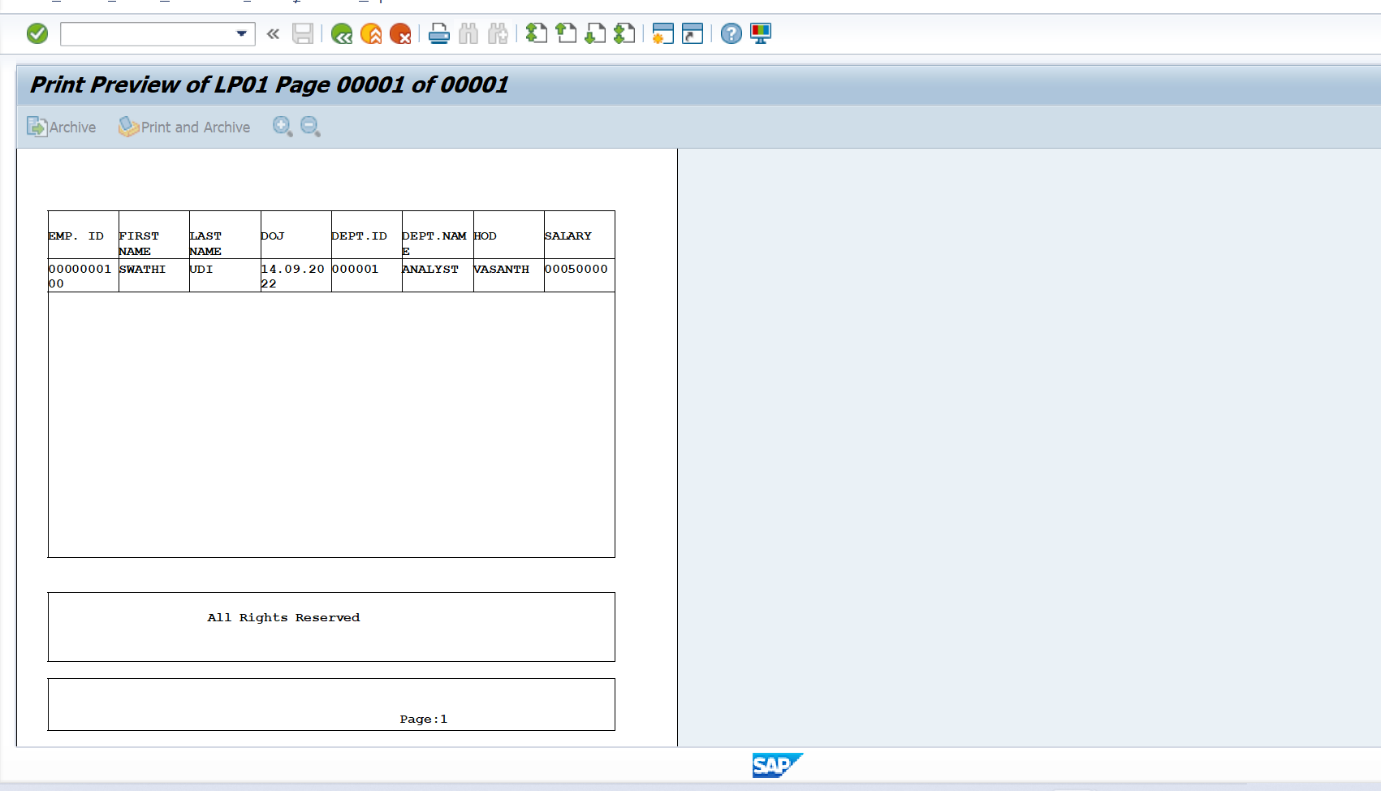 Print Preview of LP01 Page 00001 of 00001
Archive Print and Archive
EMP. ID FIRST LAST DOJ DEPT.ID DEPT.NAM HOD SALARY
NAME NAME E
00000001 SWATHI UDI 14.09.20 000001 ANALYST VASANTH 00050000
00 22
All Rights Reserved
Page:1
SAP